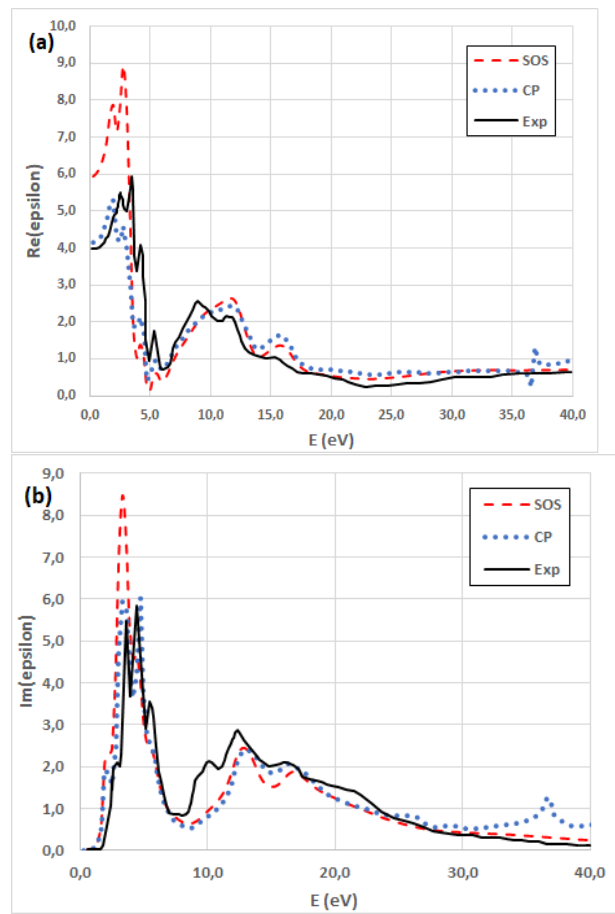 (a)
Re(epsilon)
10,0
9,0
8,0
7,0
6,0
5,0
4,0
3,0
2,0
1,0
0,0
SOS
CP
Exp
0,0 5,0 10,0 15,0 20,0 25,0 30,0 35,0 40,0
E (eV)
(b)
Im(epsilon)
9,0
8,0
7,0
6,0
5,0
4,0
3,0
2,0
1,0
0,0
SOS
CP
Exp
0,0 10,0 20,0 30,0 40,0
E (eV)